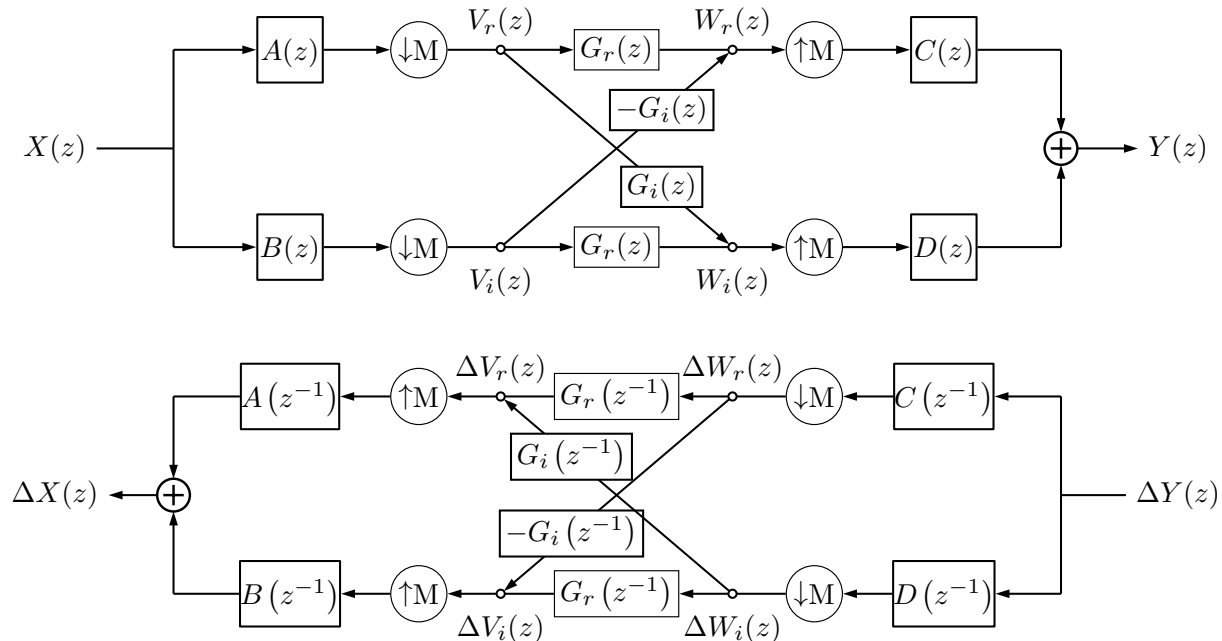 V_r(z) W_r(z)
A(z) ↓M G_r(z) ↑M C(z)
−G_i(z)
X(z) Y(z)
G_i(z)
B(z) ↓M G_r(z) ↑M D(z)
V_i(z) W_i(z)
ΔV_r(z) ΔW_r(z)
A(z^{-1}) ↑M G_r(z^{-1}) ↓M C(z^{-1})
G_i(z^{-1})
ΔX(z) ΔY(z)
−G_i(z^{-1})
B(z^{-1}) ↑M G_r(z^{-1}) ↓M D(z^{-1})
ΔV_i(z) ΔW_i(z)